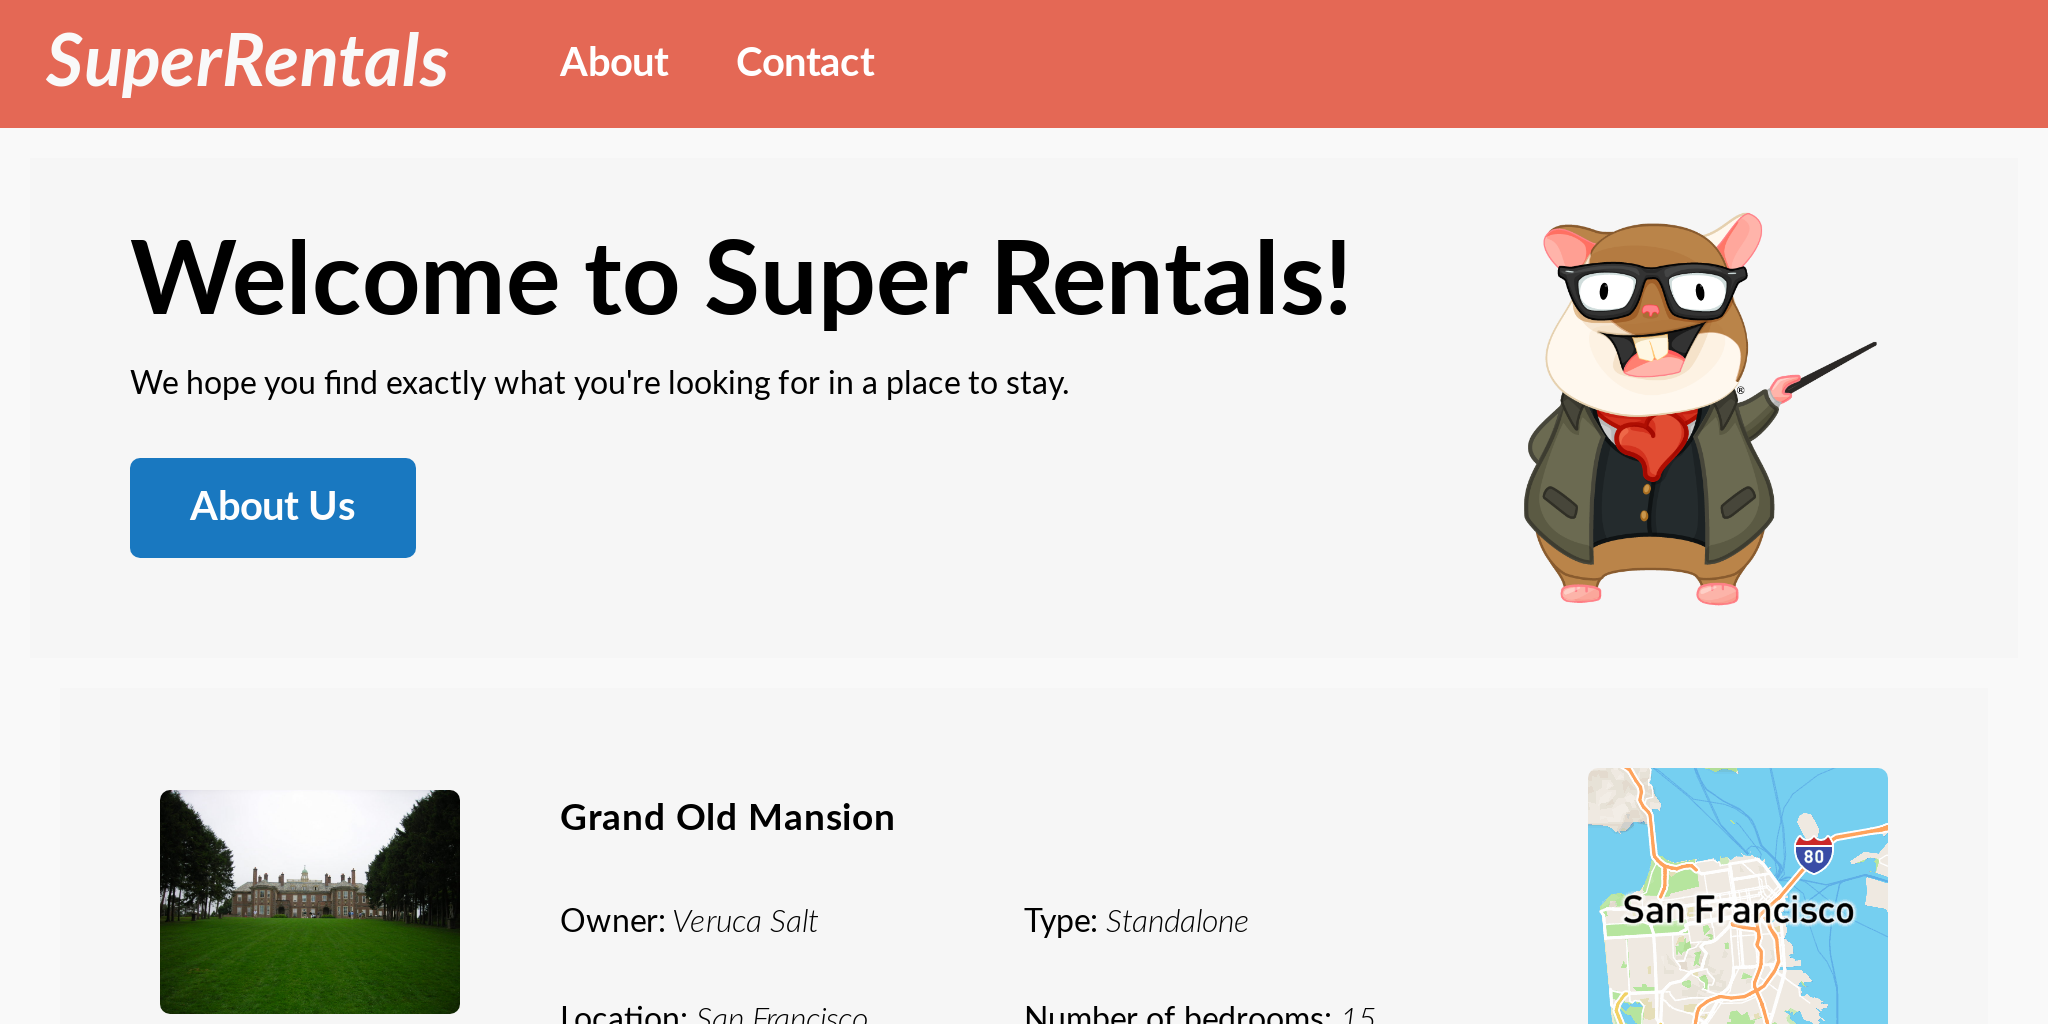 SuperRentals About Contact
Welcome to Super Rentals!
We hope you find exactly what you're looking for in a place to stay.
®
About Us
Grand Old Mansion
80
San Francisco
Owner: Veruca Salt Type: Standalone
Location: San Francisco Number of bedrooms: 15